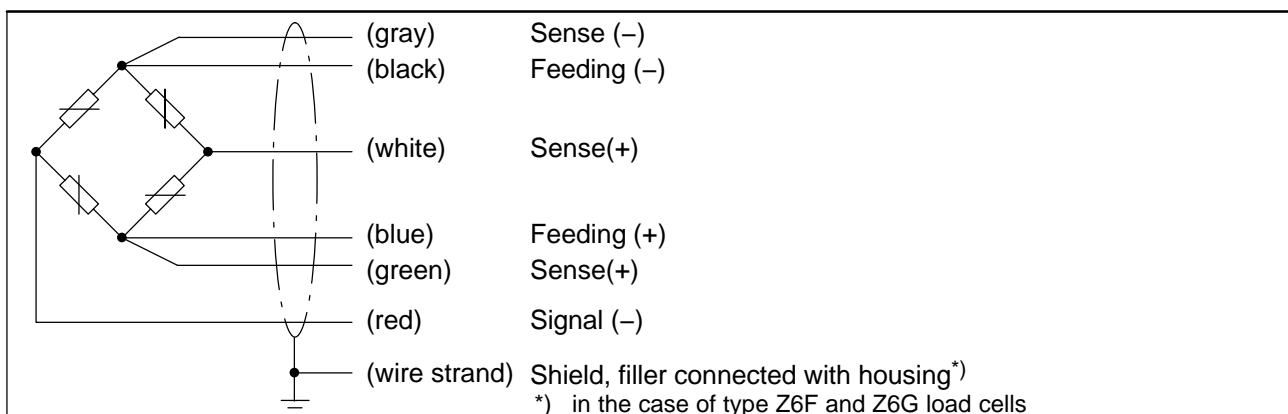 (gray) Sense (−)
(black) Feeding (−)
(white) Sense(+)
(blue) Feeding (+)
(green) Sense(+)
(red) Signal (−)
(wire strand) Shield, filler connected with housing*)
*) in the case of type Z6F and Z6G load cells